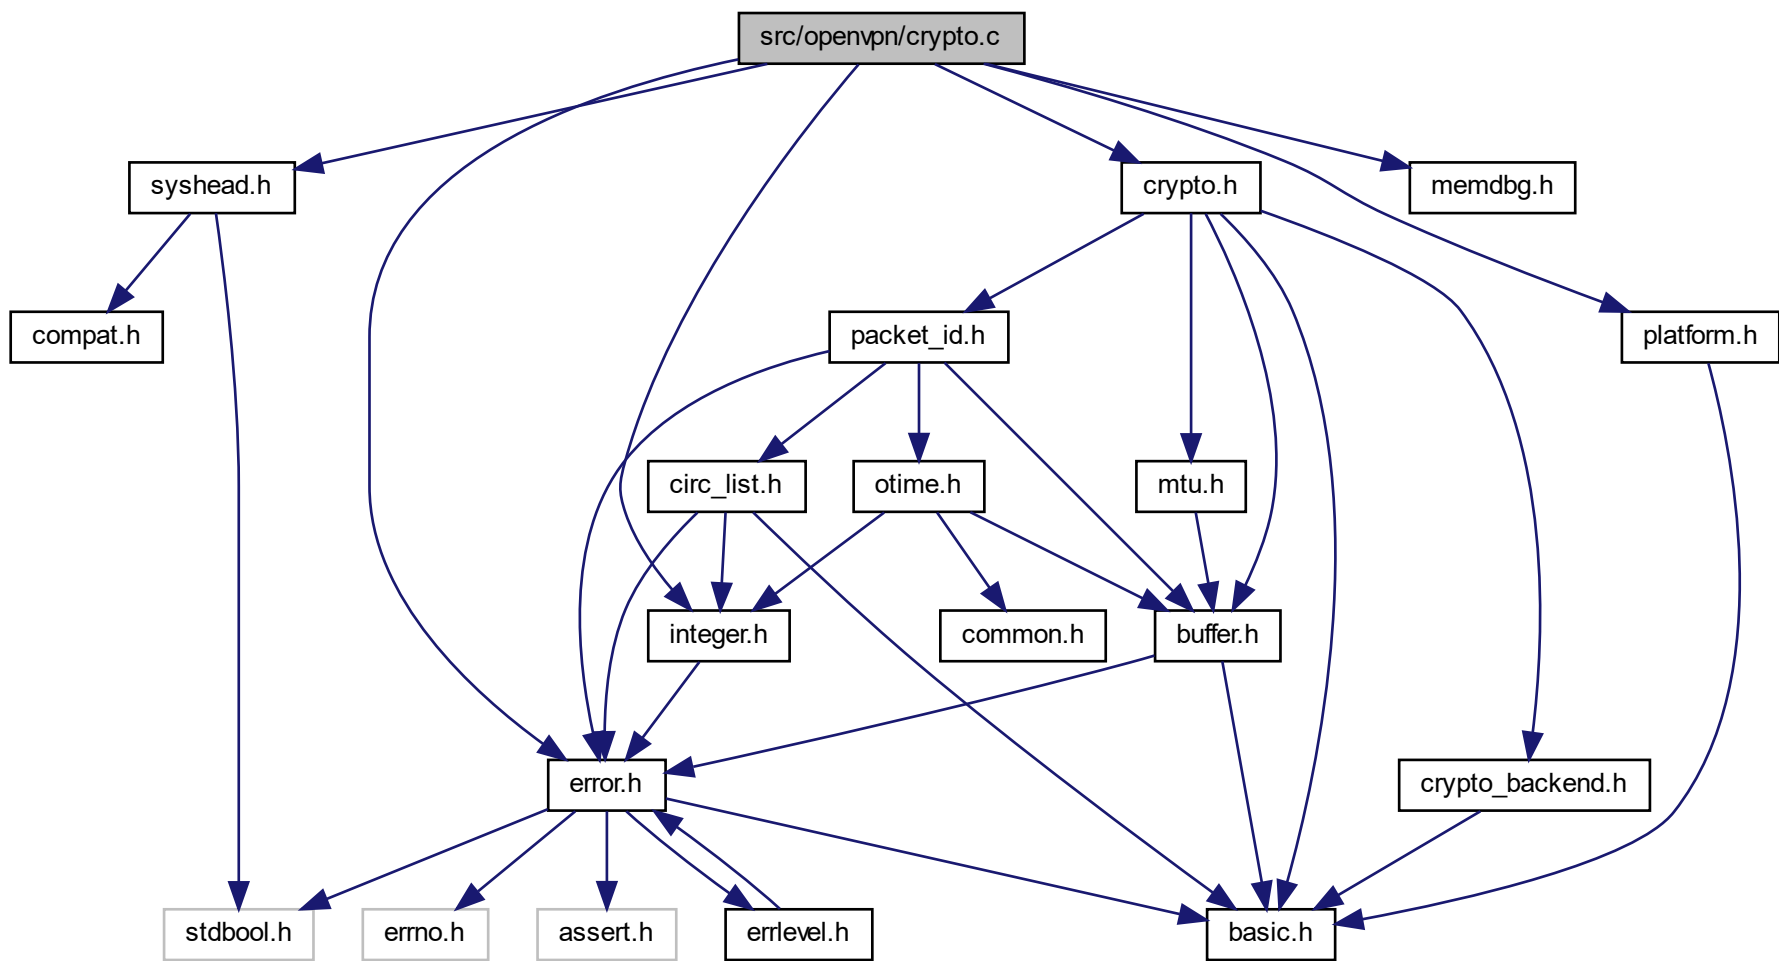 src/openvpn/crypto.c
syshead.h
crypto.h
memdbg.h
compat.h
packet_id.h
platform.h
circ_list.h
otime.h
mtu.h
integer.h
common.h
buffer.h
error.h
crypto_backend.h
stdbool.h
errno.h
assert.h
errlevel.h
basic.h